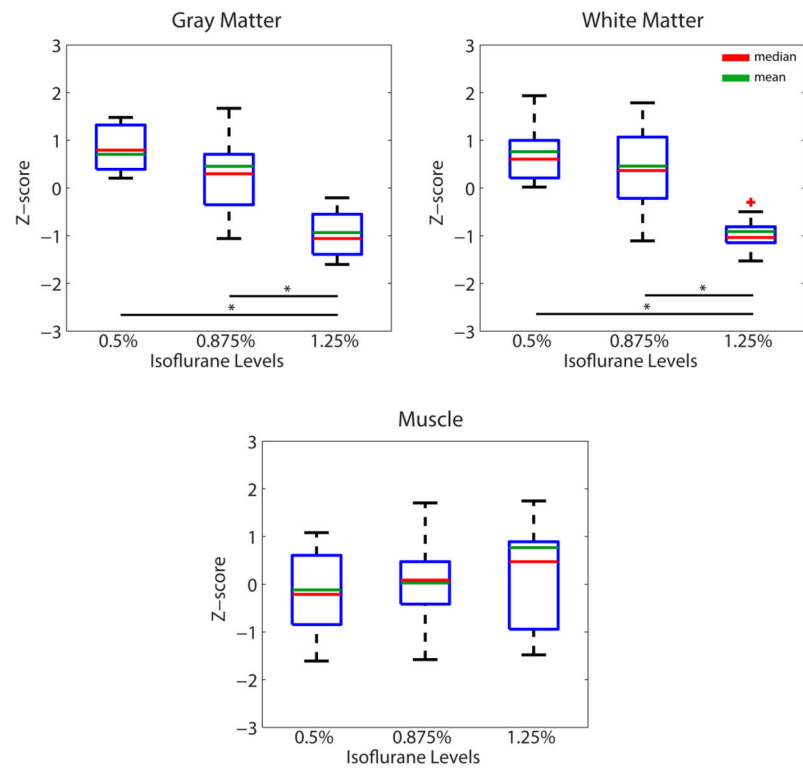 Gray Matter
3
2
1
0
−1
−2
−3
Z−score
*
*
0.5% 0.875% 1.25%
Isoflurane Levels
White Matter
3
2
1
0
−1
−2
−3
Z−score
median
mean
*
*
0.5% 0.875% 1.25%
Isoflurane Levels
Muscle
3
2
1
0
−1
−2
−3
Z−score
0.5% 0.875% 1.25%
Isoflurane Levels